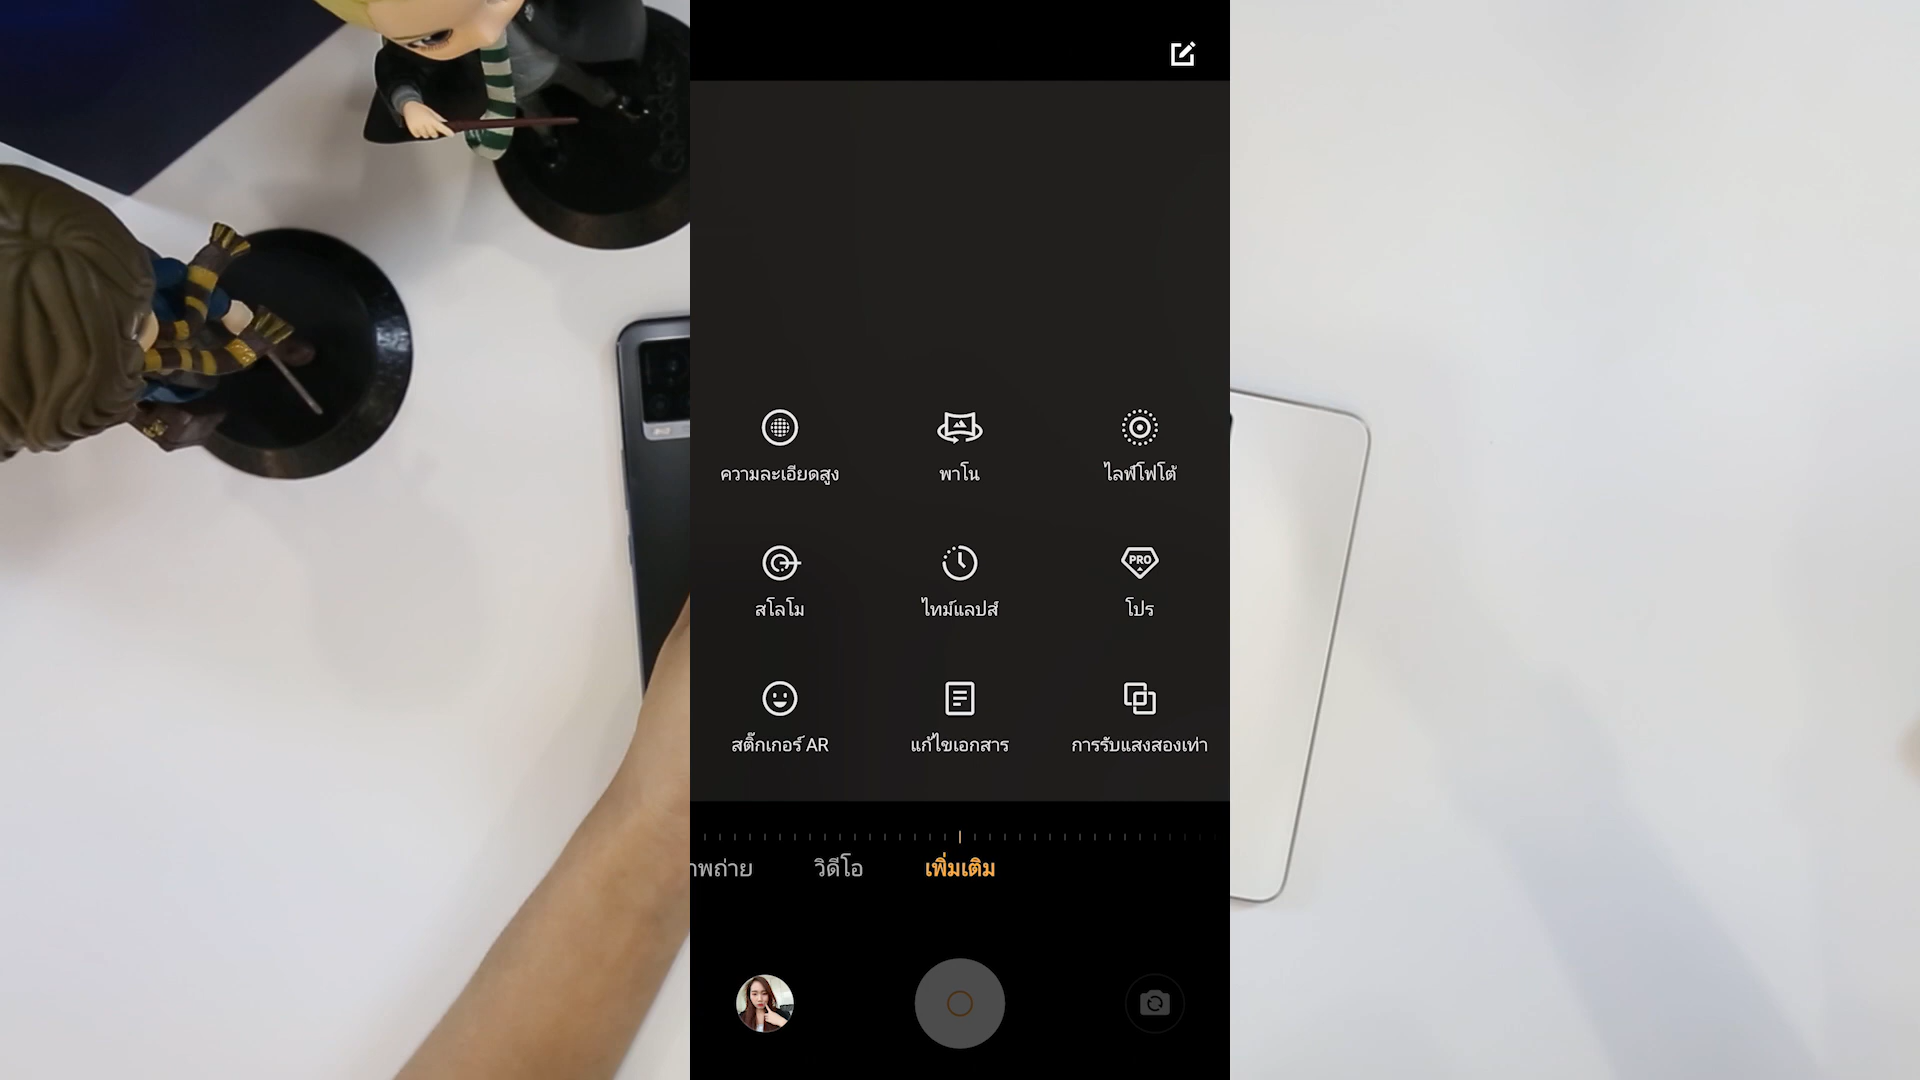 ความละเอียดสูง
พาโน
ไลฟ์โฟโต้
สโลโม
ไทม์แลปส์
PRO
โปร
สติ๊กเกอร์ AR
แก้ไขเอกสาร
การรับแสงสองเท่า
าพถ่าย
วิดีโอ
เพิ่มเติม